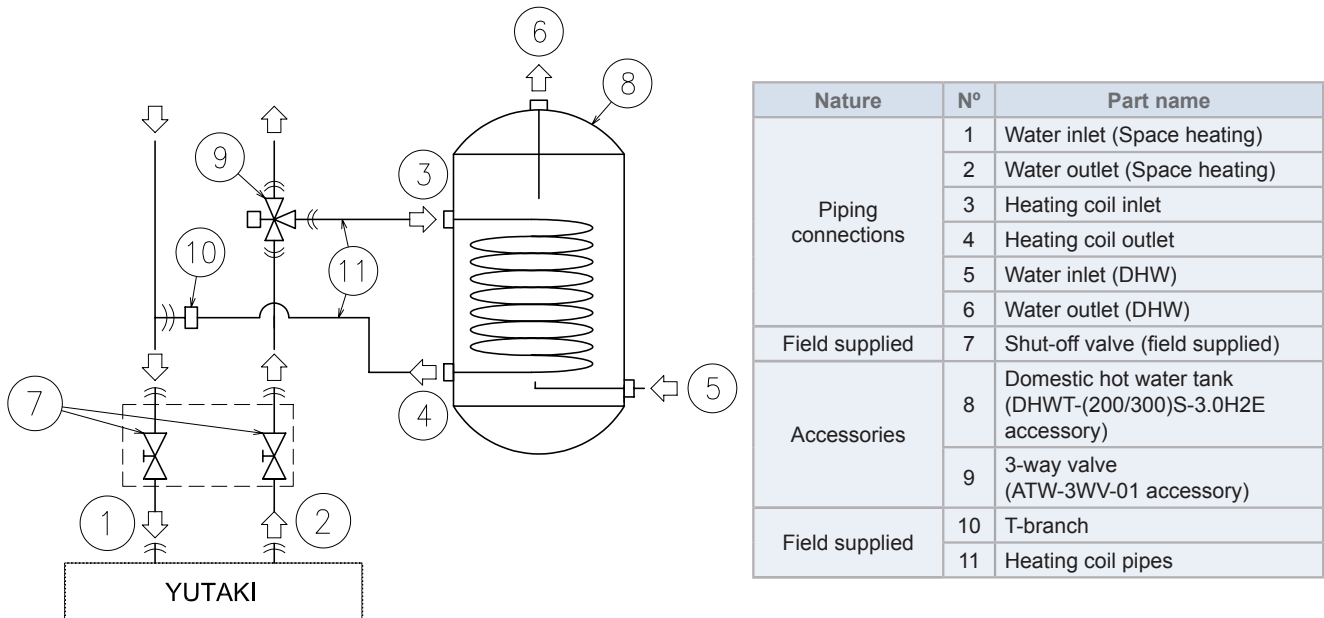 6
8
9
3
10
11
7
4
5
1
2
YUTAKI
Nature Nº Part name
Piping
connections
1 Water inlet (Space heating)
2 Water outlet (Space heating)
3 Heating coil inlet
4 Heating coil outlet
5 Water inlet (DHW)
6 Water outlet (DHW)
Field supplied 7 Shut-off valve (field supplied)
Accessories
8 Domestic hot water tank
(DHWT-(200/300)S-3.0H2E
accessory)
9 3-way valve
(ATW-3WV-01 accessory)
Field supplied
10 T-branch
11 Heating coil pipes